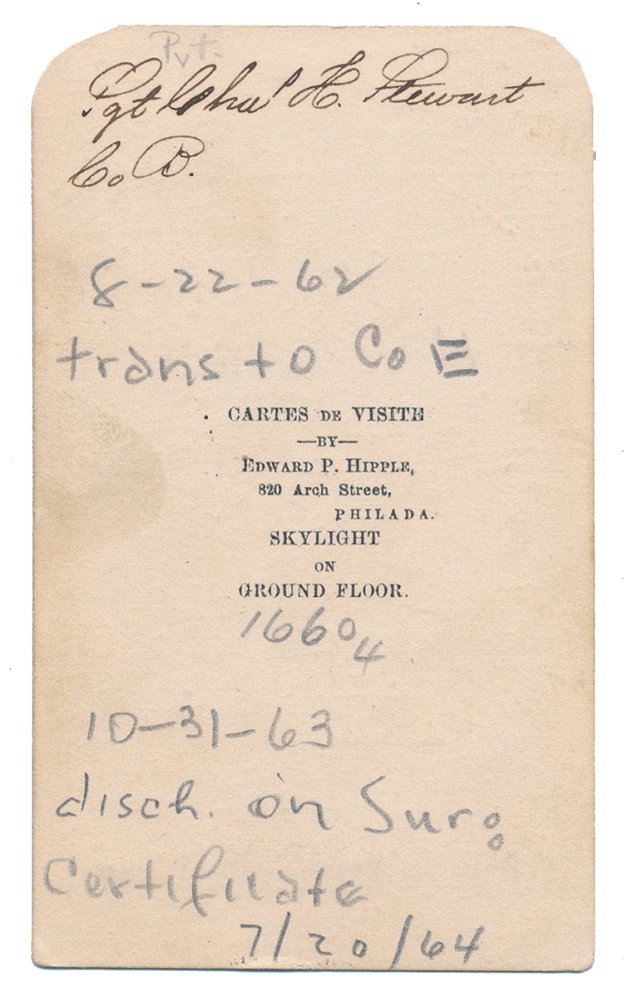 Pvt.
Sgt Chas H. Stewart
Co B.
8-22-62
trans to Co E
CARTES DE VISITE
—BY—
EDWARD P. HIPPLE,
820 Arch Street,
PHILADA.
SKYLIGHT
ON
GROUND FLOOR.
16604
10-31-63
disch. on Surg
Certificate
7/20/64